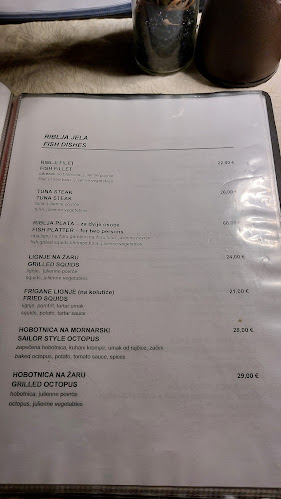 RIBLJA JELA
FISH DISHES
RIBLJI FILET 22,00 €
FISH FILLET
TUNA STEAK 26,00 €
TUNA STEAK
RIBLJA PLATA - za dvije osobe
FISH PLATTER - for two persons
LIGNJE NA ŽARU 24,00 €
GRILLED SQUIDS
lignje, julienne povrće
squids, julienne vegetables
FRIGANE LIGNJE (na kolutiće) 21,00 €
FRIED SQUIDS
lignje, pomfrit, tartar umak
squids, potato, tartar sauce
HOBOTNICA NA MORNARSKI 28,00 €
SAILOR STYLE OCTOPUS
zapečena hobotnica, kuhani krumpir, umak od rajčice, začini
baked octopus, potato, tomato sauce, spices
HOBOTNICA NA ŽARU 29,00 €
GRILLED OCTOPUS
hobotnica, julienne povrće
octopus, julienne vegetables